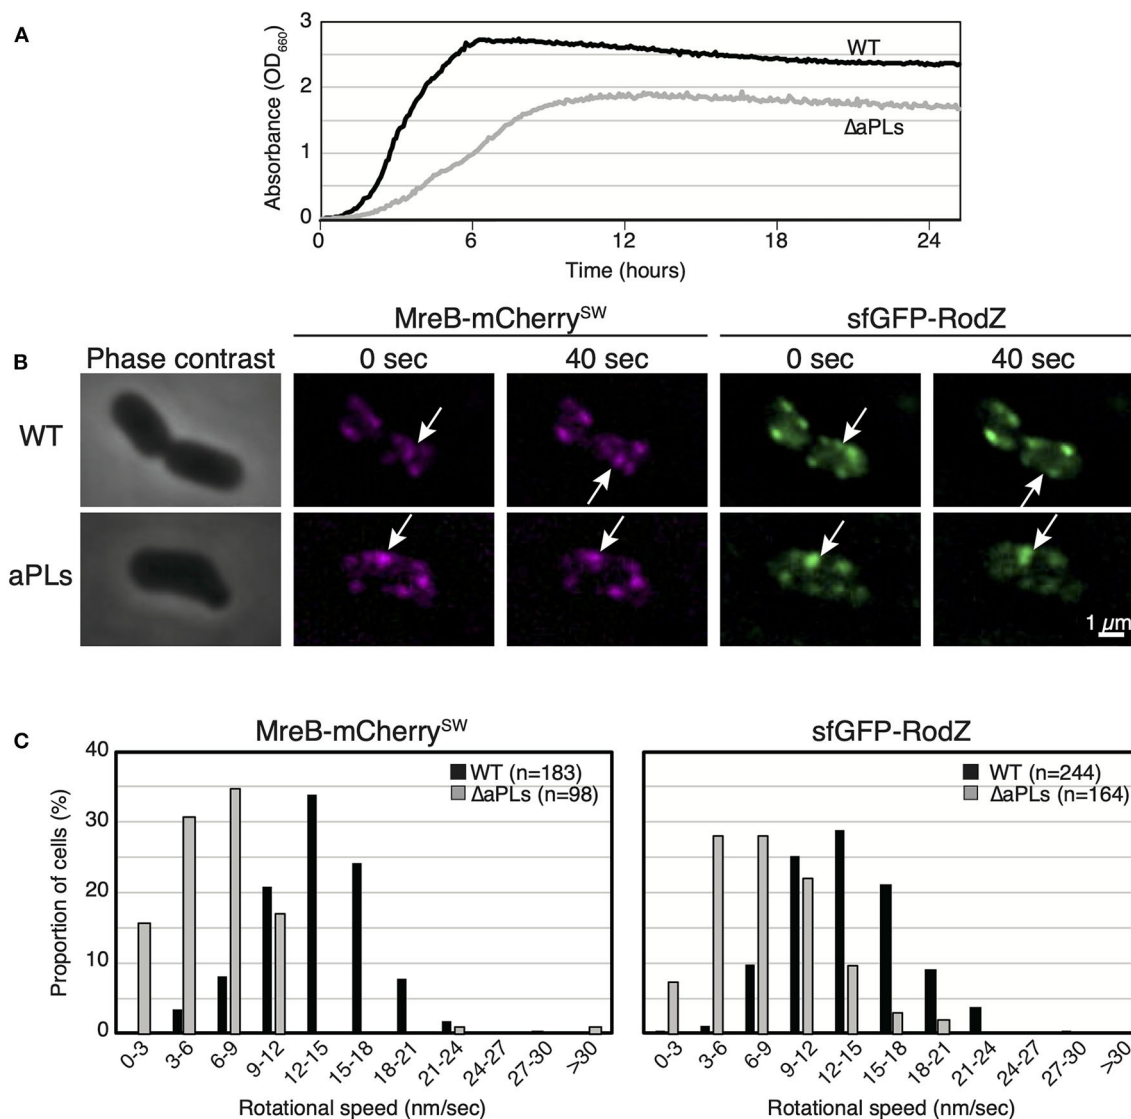 A
Absorbance (OD660)
3
2
1
0
WT
ΔaPLs
0 6 12 18 24
Time (hours)
B
MreB-mCherrySW sfGFP-RodZ
Phase contrast 0 sec 40 sec 0 sec 40 sec
WT
aPLs
1 µm
C
MreB-mCherrySW
Proportion of cells (%)
40
30
20
10
0
WT (n=183)
ΔaPLs (n=98)
0-3 3-6 6-9 9-12 12-15 15-18 18-21 21-24 24-27 27-30 >30
Rotational speed (nm/sec)
sfGFP-RodZ
WT (n=244)
ΔaPLs (n=164)
0-3 3-6 6-9 9-12 12-15 15-18 18-21 21-24 24-27 27-30 >30
Rotational speed (nm/sec)